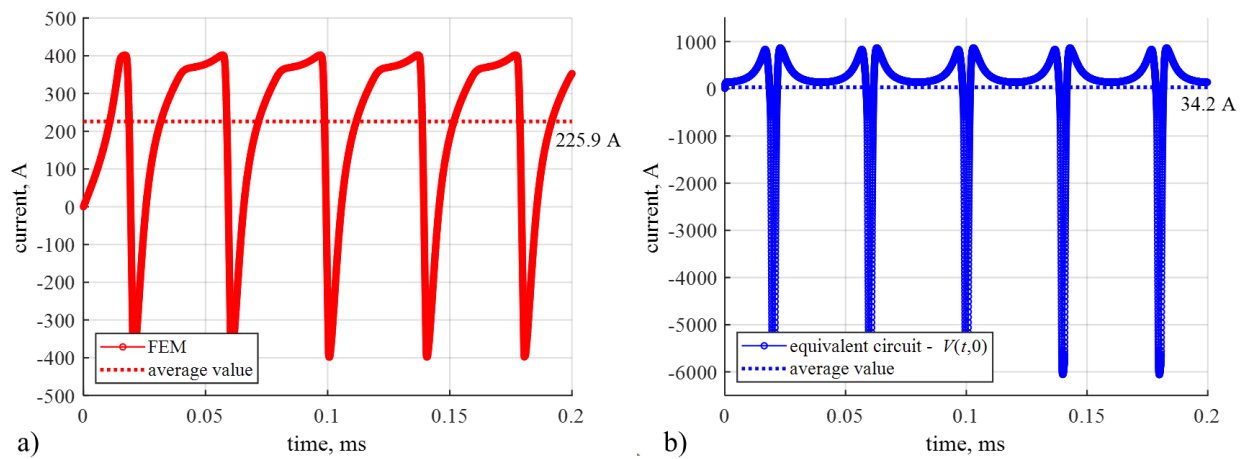 500
400
300
200
100
0
-100
-200
-300
-400
-500
current, A
225.9 A
FEM
average value
0
0.05
0.1
0.15
0.2
time, ms
a)
1000
0
-1000
-2000
-3000
-4000
-5000
-6000
current, A
34.2 A
equivalent circuit - V(t,0)
average value
0
0.05
0.1
0.15
0.2
time, ms
b)